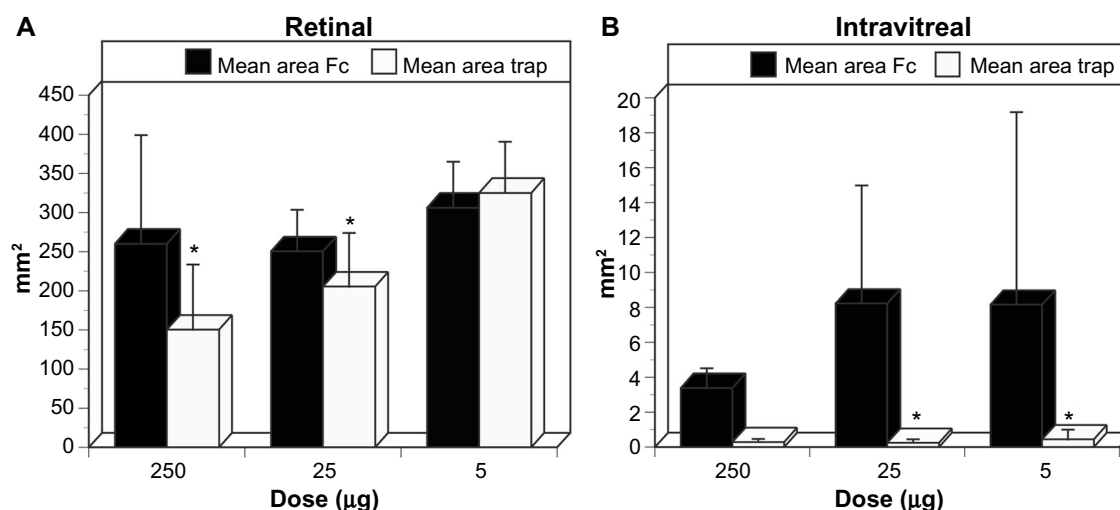 A Retinal
Mean area Fc Mean area trap
450
400
350
300
250
200
150
100
50
0
mm²
*
*
250 25 5
Dose (µg)
B Intravitreal
Mean area Fc Mean area trap
20
18
16
14
12
10
8
6
4
2
0
mm²
*
*
250 25 5
Dose (µg)